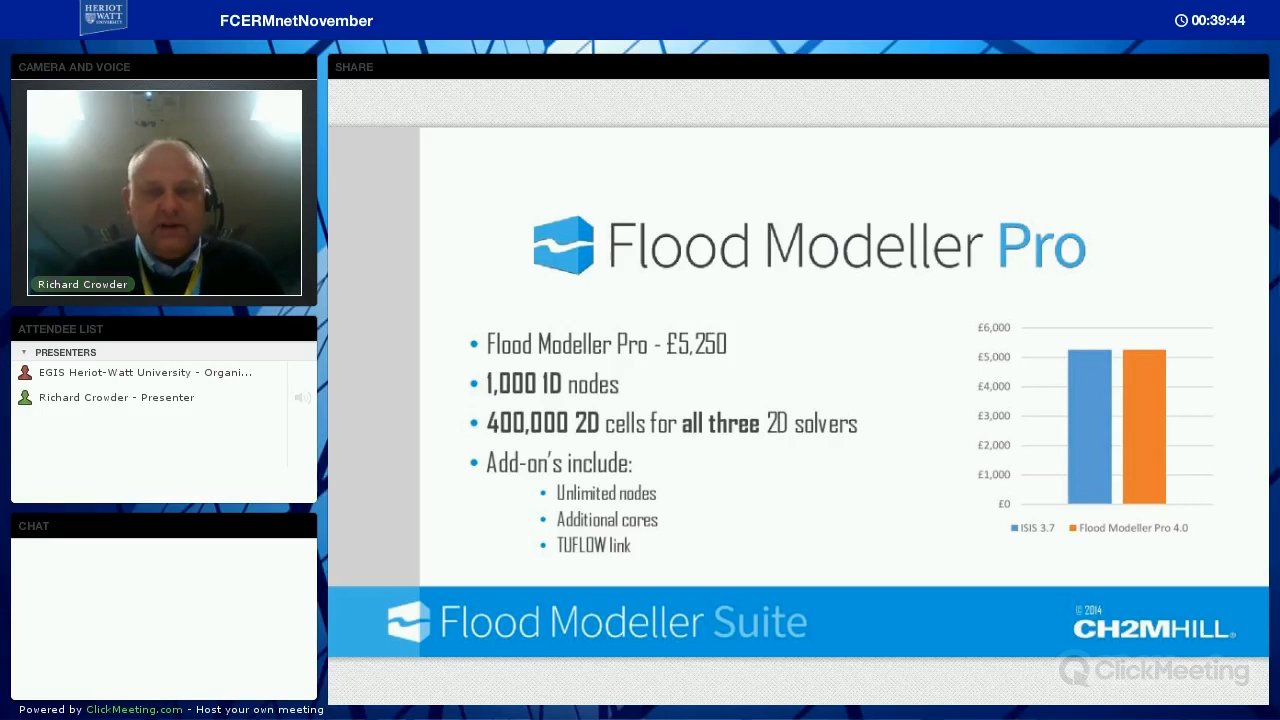 HERIOT
WATT
UNIVERSITY
FCERMnetNovember
00:39:44
CAMERA AND VOICE
Richard Crowder
ATTENDEE LIST
PRESENTERS
EGIS Heriot-Watt University - Organi...
Richard Crowder - Presenter
CHAT
SHARE
Flood Modeller Pro
• Flood Modeller Pro - £5,250
• 1,000 1D nodes
• 400,000 2D cells for all three 2D solvers
• Add-on's include:
• Unlimited nodes
• Additional cores
• TUFLOW link
£6,000
£5,000
£4,000
£3,000
£2,000
£1,000
£0
ISIS 3.7 Flood Modeller Pro 4.0
Flood Modeller Suite
© 2014
CH2MHILL®
ClickMeeting
Powered by ClickMeeting.com - Host your own meeting